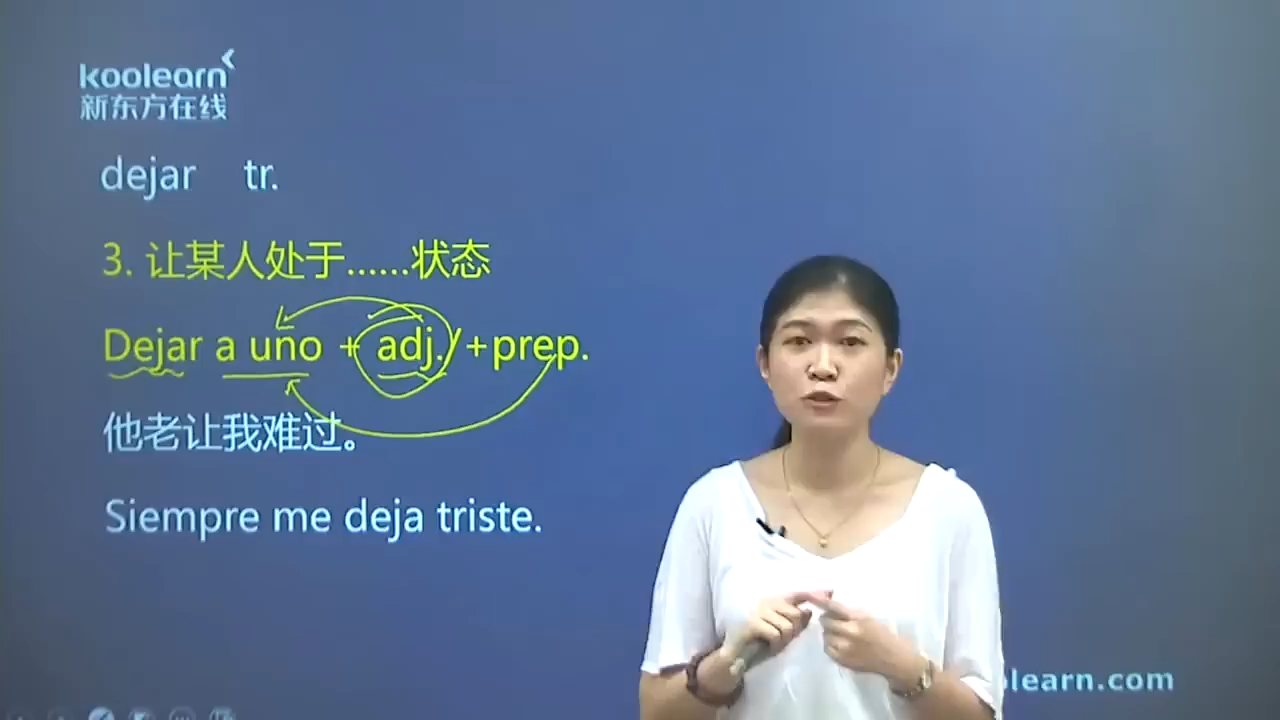 koolearn
新东方在线
dejar tr.
3. 让某人处于……状态
Dejar a uno + adj./+prep.
他老让我难过。
Siempre me deja triste.
olearn.com